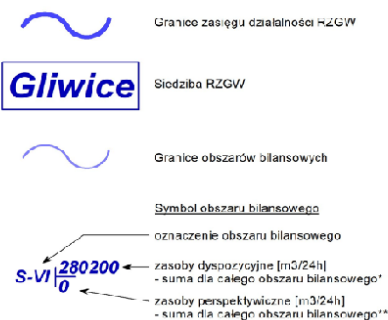 Granice zasięgu działalności RZGW
Gliwice
Siedziba RZGW
Granice obszarów bilansowych
Symbol obszaru bilansowego
oznaczenie obszaru bilansowego
S-VI 280200
0
zasoby dyspozycyjne [m3/24h]
- suma dla całego obszaru bilansowego*
zasoby perspektywiczne [m3/24h]
- suma dla całego obszaru bilansowego**